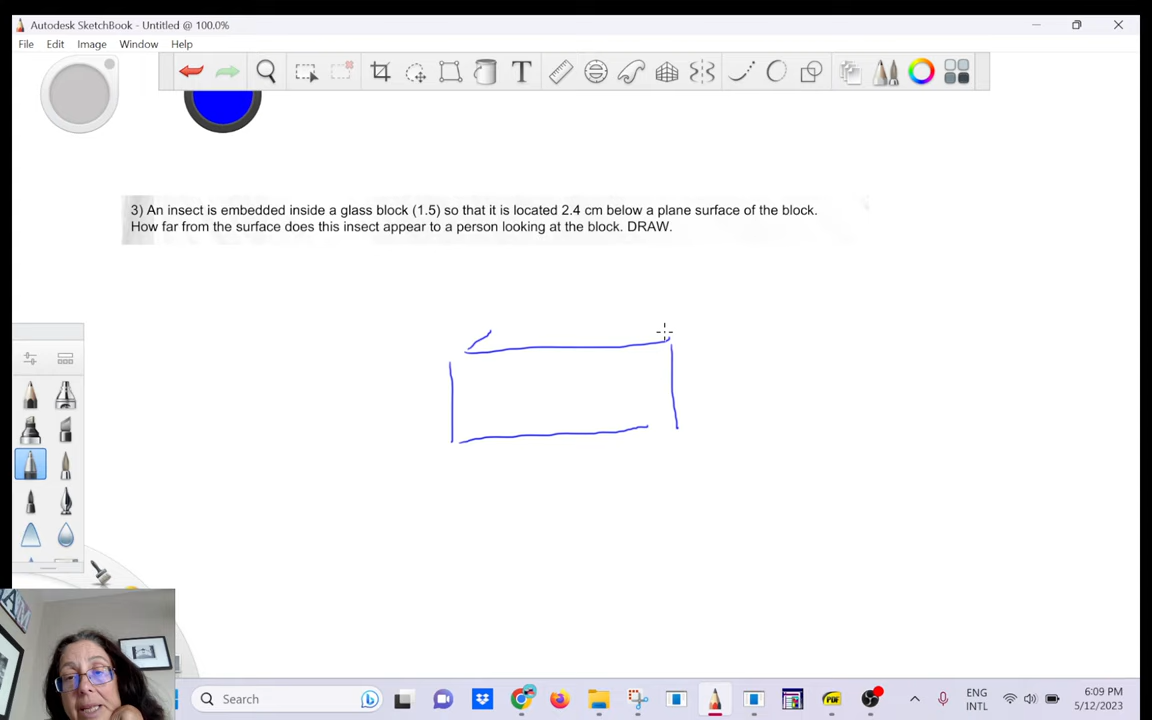 Autodesk SketchBook - Untitled @ 100.0%
File Edit Image Window Help
T
3) An insect is embedded inside a glass block (1.5) so that it is located 2.4 cm below a plane surface of the block.
How far from the surface does this insect appear to a person looking at the block. DRAW.
AM
Search
PDF
ENG
INTL
6:09 PM
5/12/2023